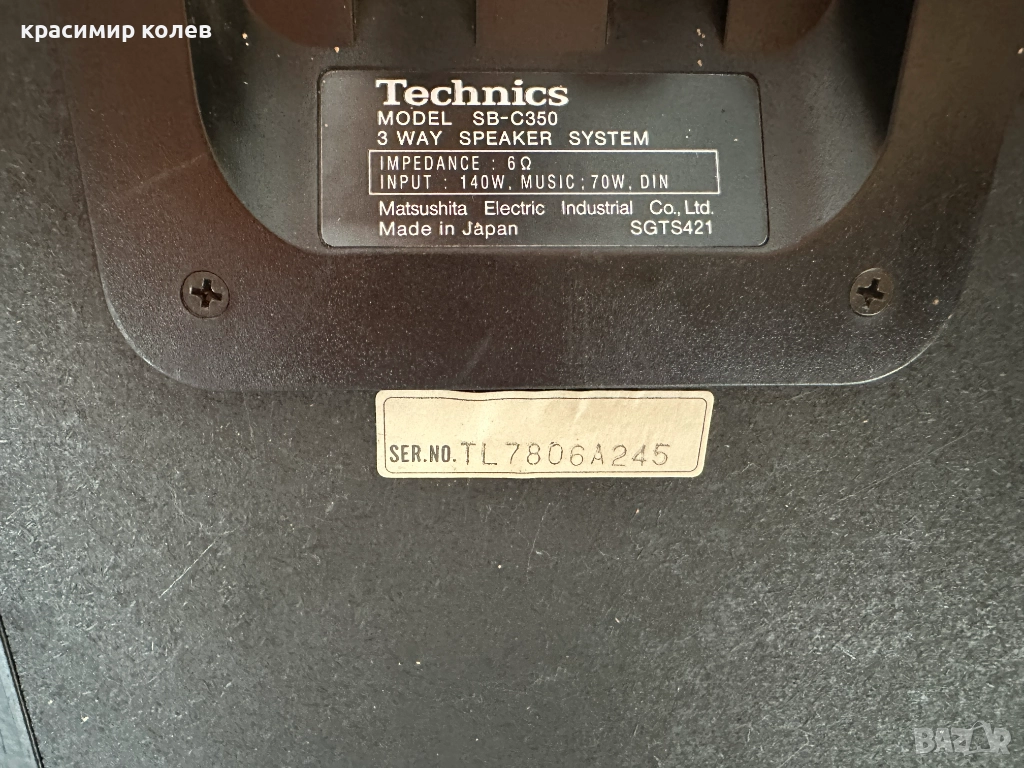 красимир колев
Technics
MODEL SB-C350
3 WAY SPEAKER SYSTEM
IMPEDANCE : 6Ω
INPUT : 140W, MUSIC : 70W, DIN
Matsushita Electric Industrial Co., Ltd.
Made in Japan SGTS421
SER.NO. TL7806A245
BAZAR